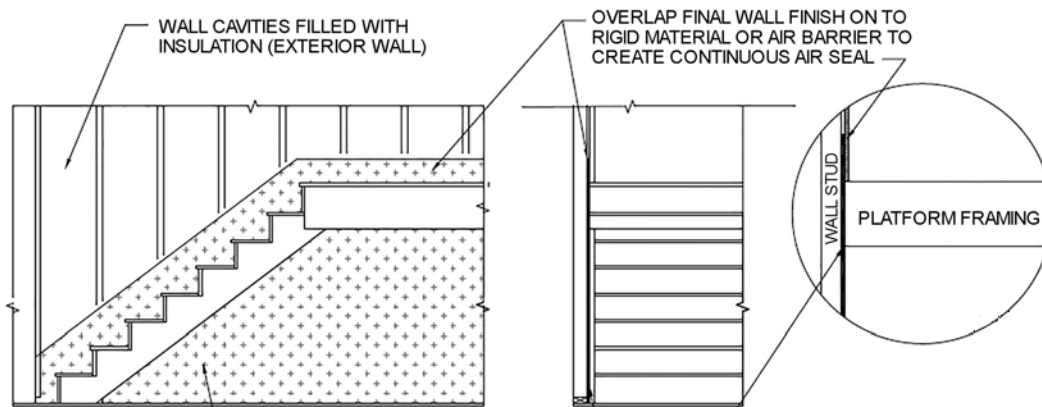 WALL CAVITIES FILLED WITH
INSULATION (EXTERIOR WALL)
OVERLAP FINAL WALL FINISH ON TO
RIGID MATERIAL OR AIR BARRIER TO
CREATE CONTINUOUS AIR SEAL
WALL STUD
PLATFORM FRAMING